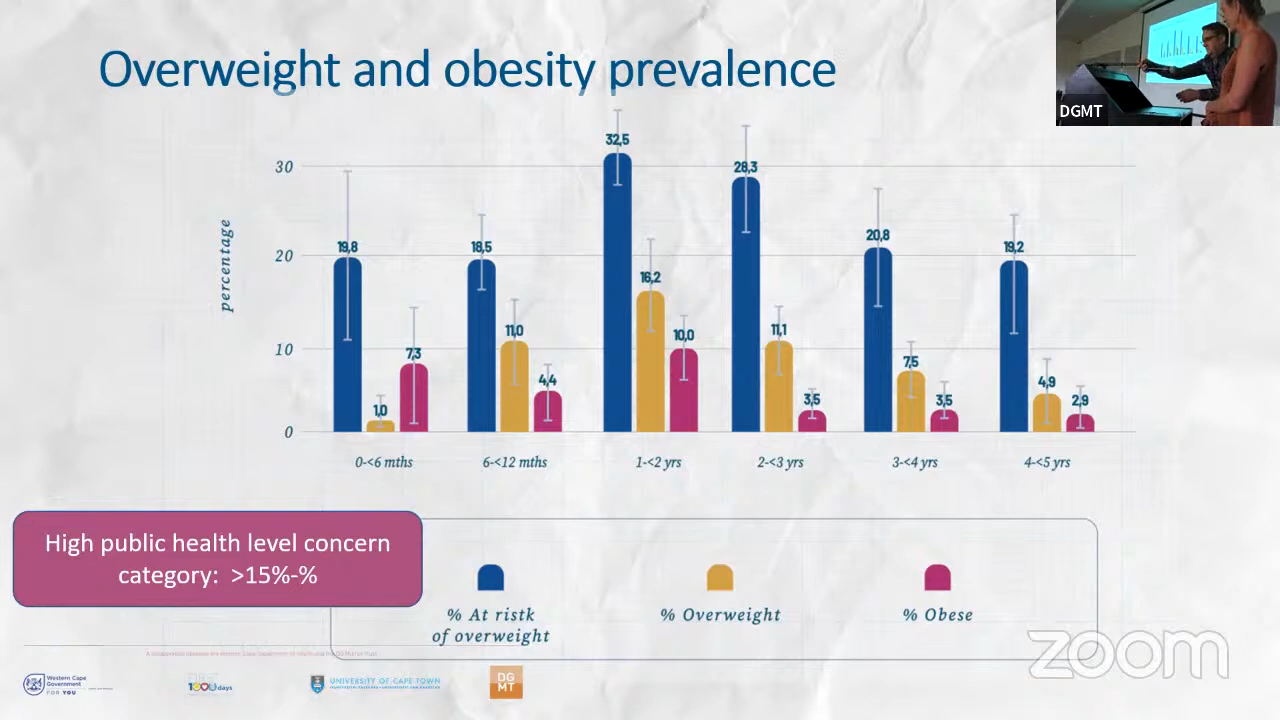 Overweight and obesity prevalence
DGMT
percentage
30
20
10
0
19,8
1,0
7,3
18,5
11,0
4,4
32,5
16,2
10,0
28,3
11,1
3,5
20,8
7,5
3,5
19,2
4,9
2,9
0-<6 mths
6-<12 mths
1-<2 yrs
2-<3 yrs
3-<4 yrs
4-<5 yrs
High public health level concern
category: >15%-%
% At ristk
of overweight
% Overweight
% Obese
zoom
Western Cape
Government
FOR YOU
FIRST
1000 days
UNIVERSITY OF CAPE TOWN
DG
MT